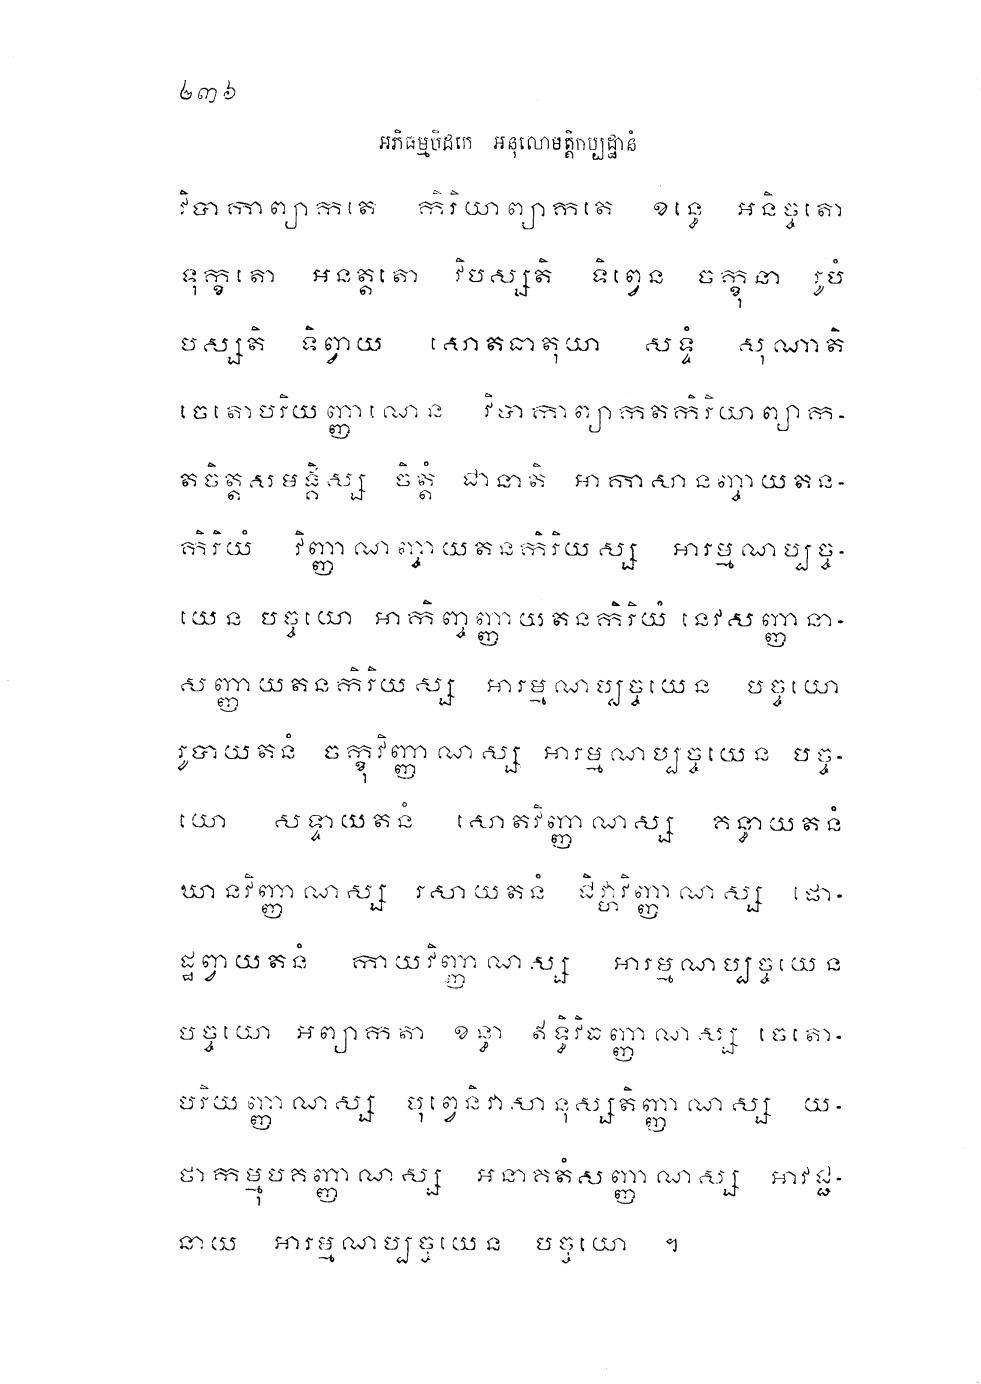 ២៣៦
អភិធម្មបិដកេ អនុលោមត្តិកប្បដ្ឋានំ
វិបាកាព្យាកតេ កិរិយាព្យាកតេ ខន្ធេ អនិច្ចតោ
ទុក្ខតោ អនត្តតោ វិបស្សតិ ទិព្វេន ចក្ខុនា រូបំ
បស្សតិ ទិព្វាយ សោតធាតុយា សទ្ទំ សុណាតិ
ចេតោបរិយញ្ញាណេន វិបាកាព្យាកតកិរិយាព្យាក-
តចិត្តសមង្គិស្ស ចិត្តំ ជានាតិ អាកាសានញ្ចាយតន-
កិរិយំ វិញ្ញាណញ្ចាយតនកិរិយស្ស អារម្មណប្បច្ច-
យេន បច្ចយោ អាកិញ្ចញ្ញាយតនកិរិយំ នេវសញ្ញានា-
សញ្ញាយតនកិរិយស្ស អារម្មណប្បច្ចយេន បច្ចយោ
រូបាយតនំ ចក្ខុវិញ្ញាណស្ស អារម្មណប្បច្ចយេន បច្ច-
យោ សទ្ទាយតនំ សោតវិញ្ញាណស្ស គន្ធាយតនំ
ឃានវិញ្ញាណស្ស រសាយតនំ ជិវ្ហាវិញ្ញាណស្ស ផោ-
ដ្ឋព្វាយតនំ កាយវិញ្ញាណស្ស អារម្មណប្បច្ចយេន
បច្ចយោ អព្យាកតា ខន្ធា ឥទ្ធិវិធញ្ញាណស្ស ចេតោ-
បរិយញ្ញាណស្ស បុព្វេនិវាសានុស្សតិញ្ញាណស្ស យ-
ថាកម្មុបគញ្ញាណស្ស អនាគតំសញ្ញាណស្ស អាវជ្ជ-
នាយ អារម្មណប្បច្ចយេន បច្ចយោ ។